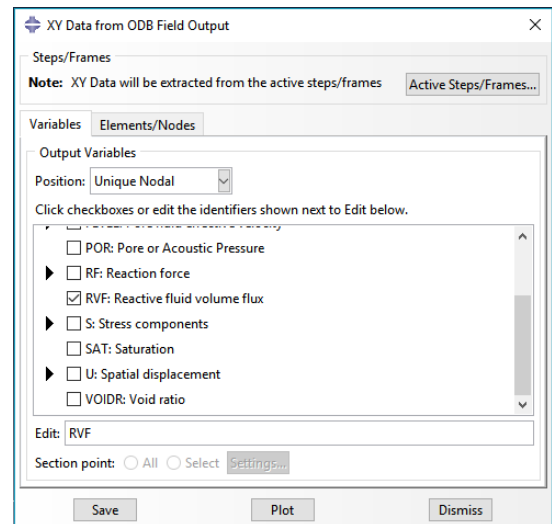 XY Data from ODB Field Output
Steps/Frames
Note: XY Data will be extracted from the active steps/frames
Active Steps/Frames...
Variables Elements/Nodes
Output Variables
Position: Unique Nodal
Click checkboxes or edit the identifiers shown next to Edit below.
POR: Pore or Acoustic Pressure
RF: Reaction force
RVF: Reactive fluid volume flux
S: Stress components
SAT: Saturation
U: Spatial displacement
VOIDR: Void ratio
Edit: RVF
Section point: All Select Settings...
Save Plot Dismiss